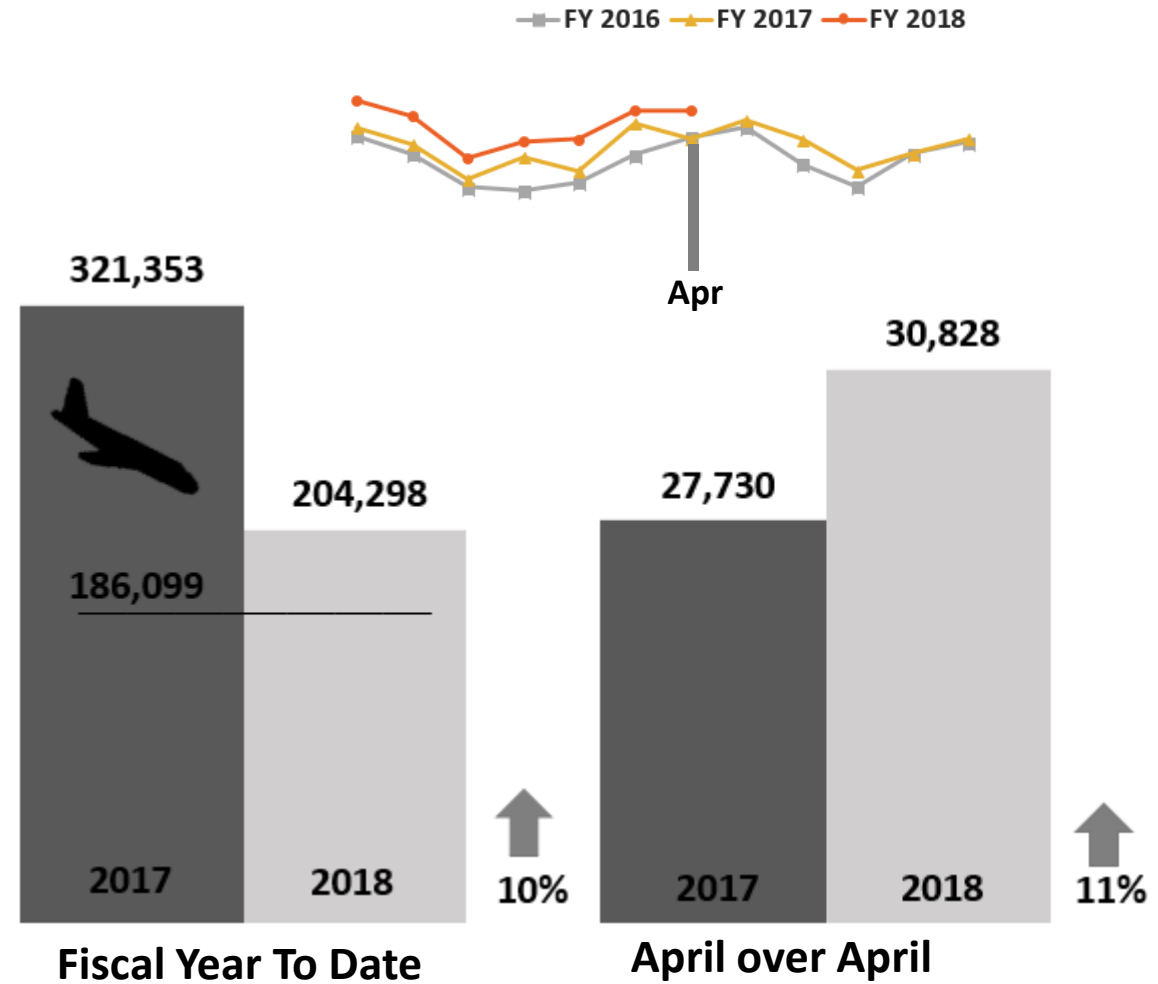 FY 2016 FY 2017 FY 2018
Apr
321,353
204,298
186,099
2017
2018
10%
Fiscal Year To Date
30,828
27,730
2017
2018
11%
April over April